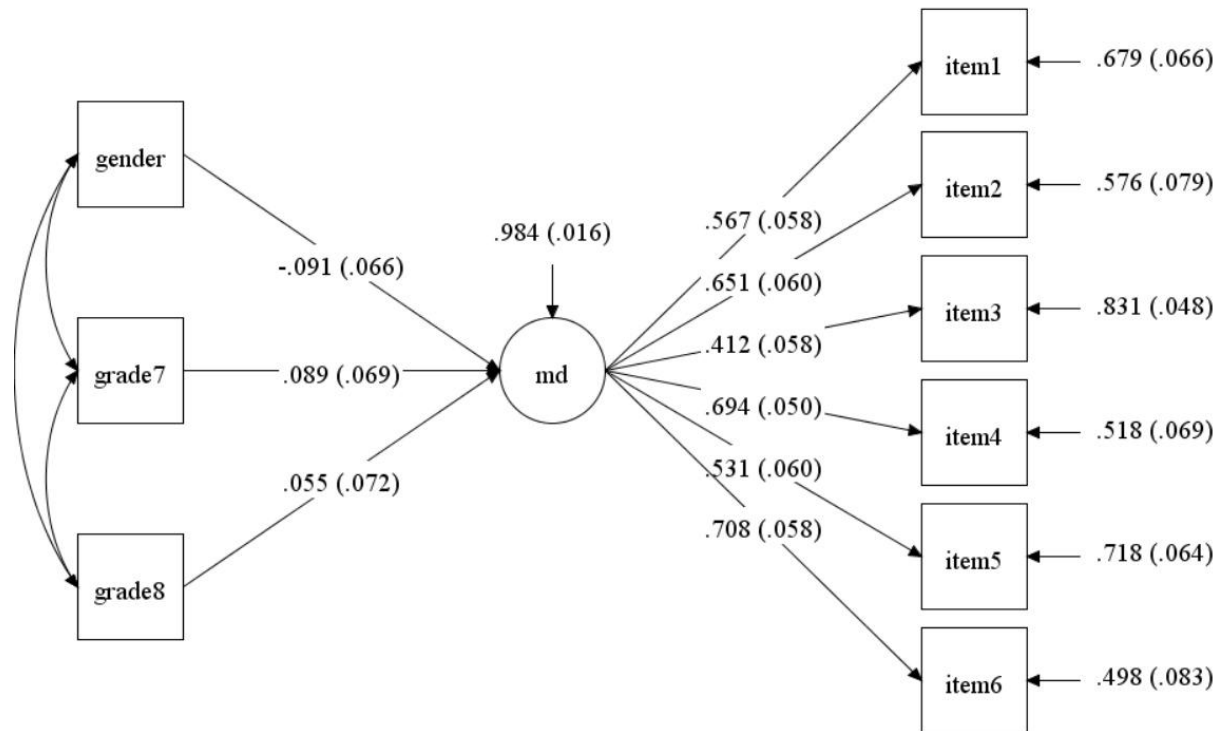 item1
.679 (.066)
gender
item2
.576 (.079)
.567 (.058)
.984 (.016)
-.091 (.066)
.651 (.060)
item3
.831 (.048)
.412 (.058)
grade7
.089 (.069)
md
.694 (.050)
item4
.518 (.069)
.531 (.060)
.055 (.072)
.708 (.058)
item5
.718 (.064)
grade8
item6
.498 (.083)